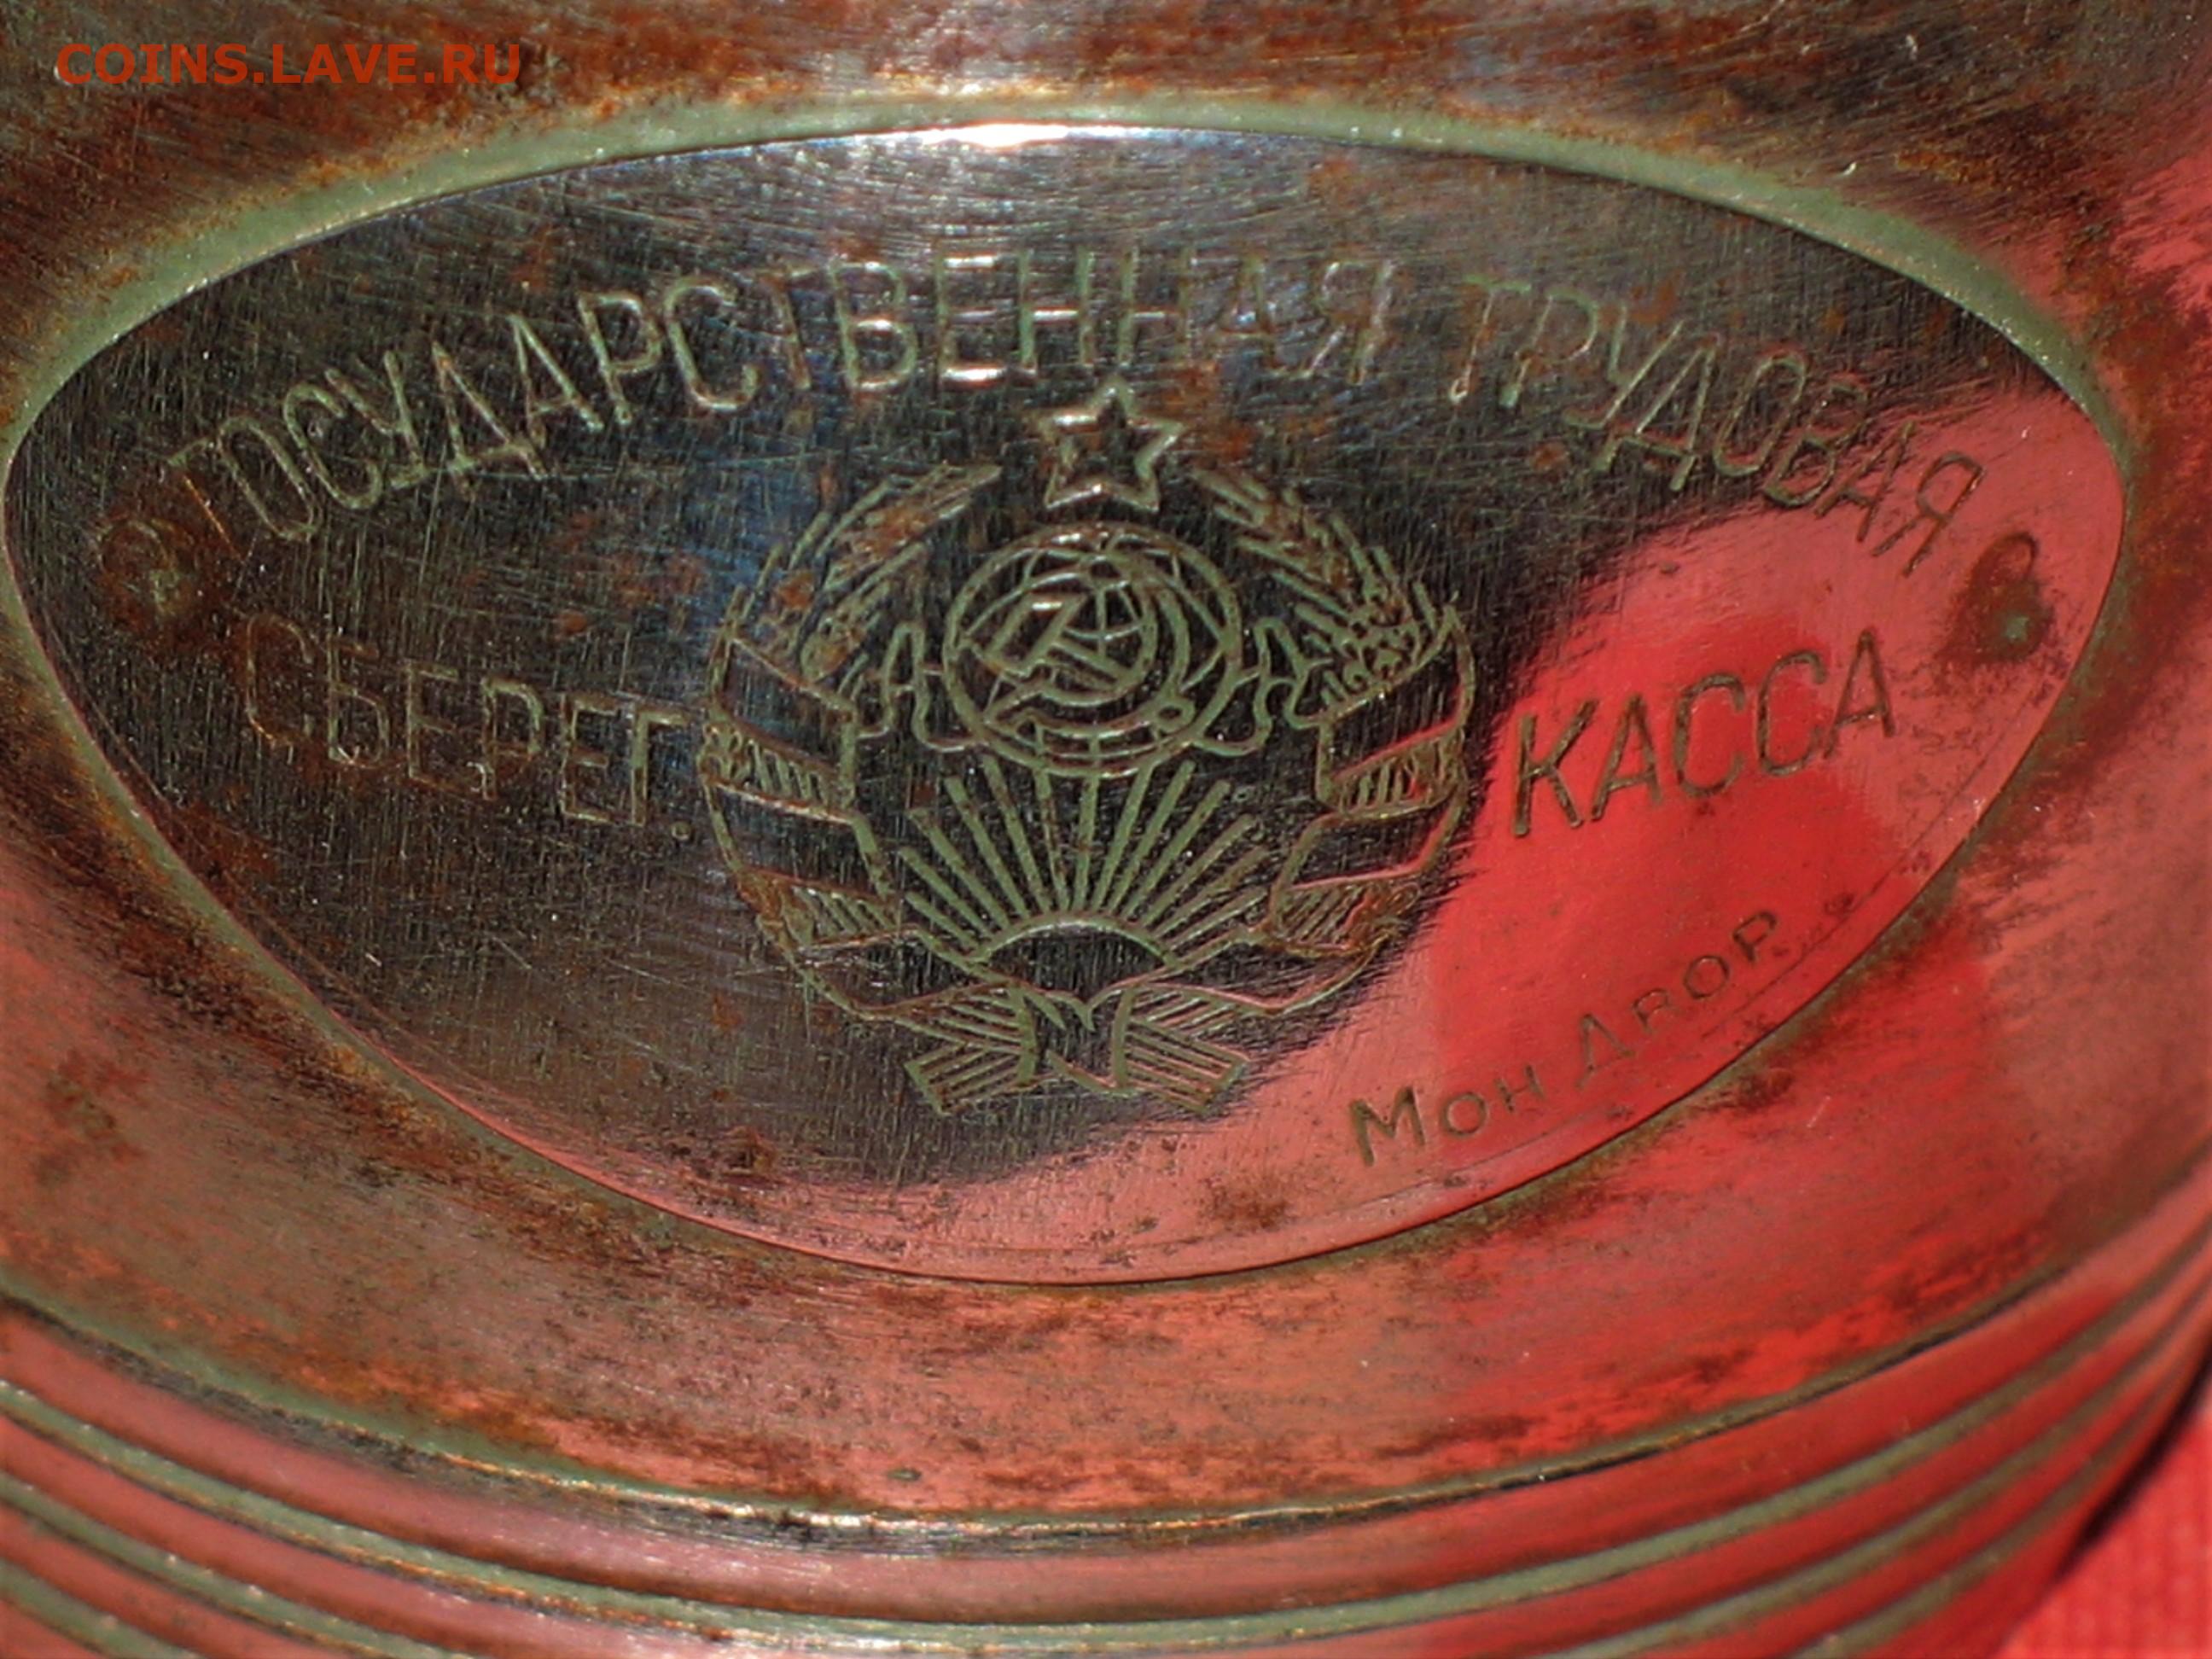 COINS.LAVE.RU
ГОСУДАРСТВЕННАЯ ТРУДОВАЯ
СБЕРЕГ. КАССА
МОН ДВОР